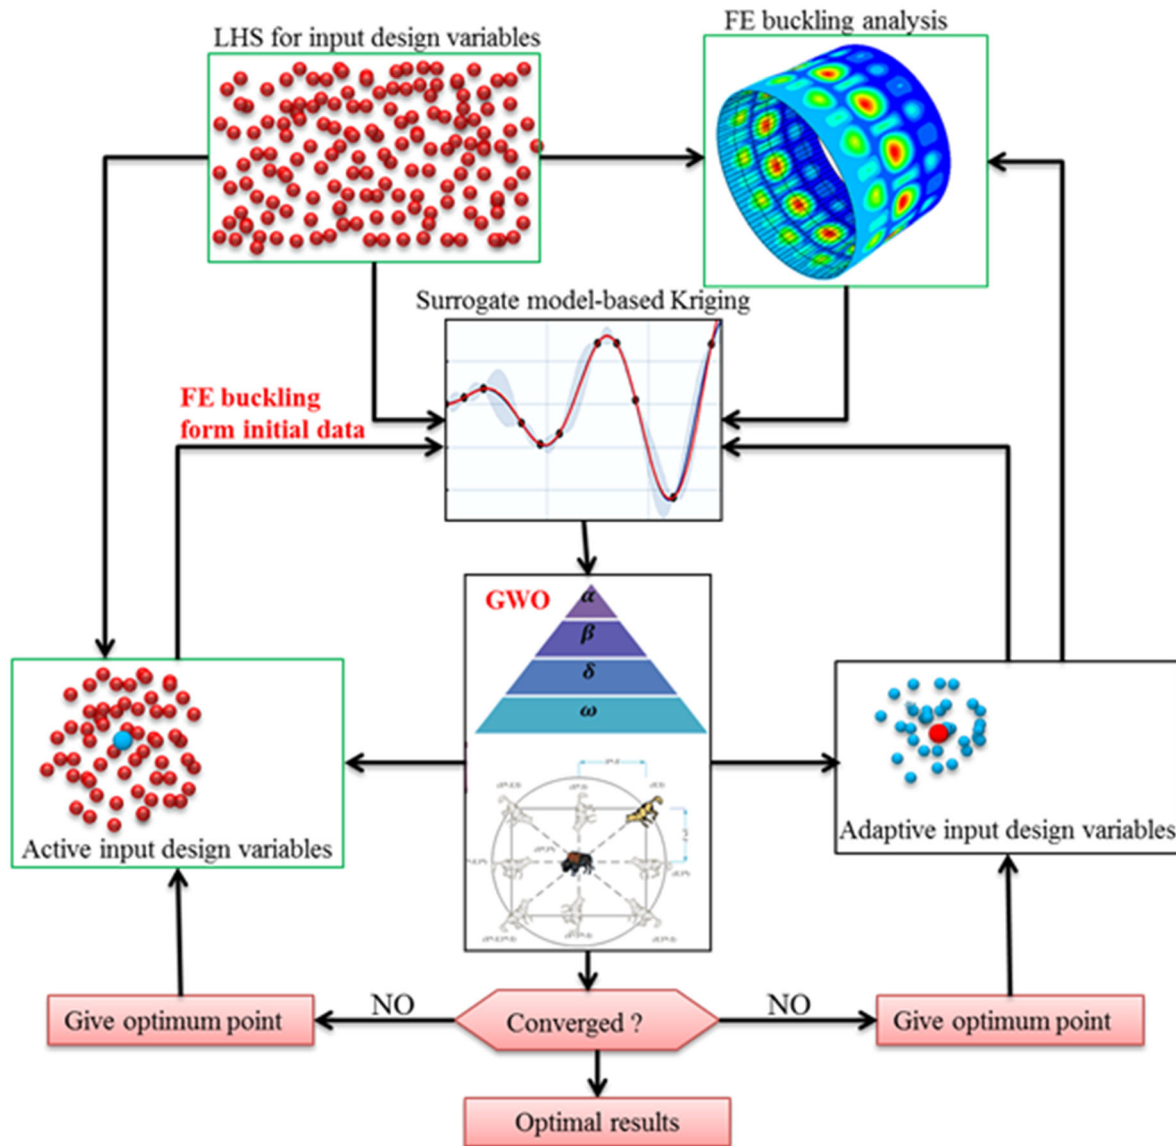 LHS for input design variables
FE buckling analysis
Surrogate model-based Kriging
FE buckling
form initial data
GWO
α
β
δ
ω
Active input design variables
Adaptive input design variables
NO
NO
Give optimum point
Converged ?
Give optimum point
Optimal results